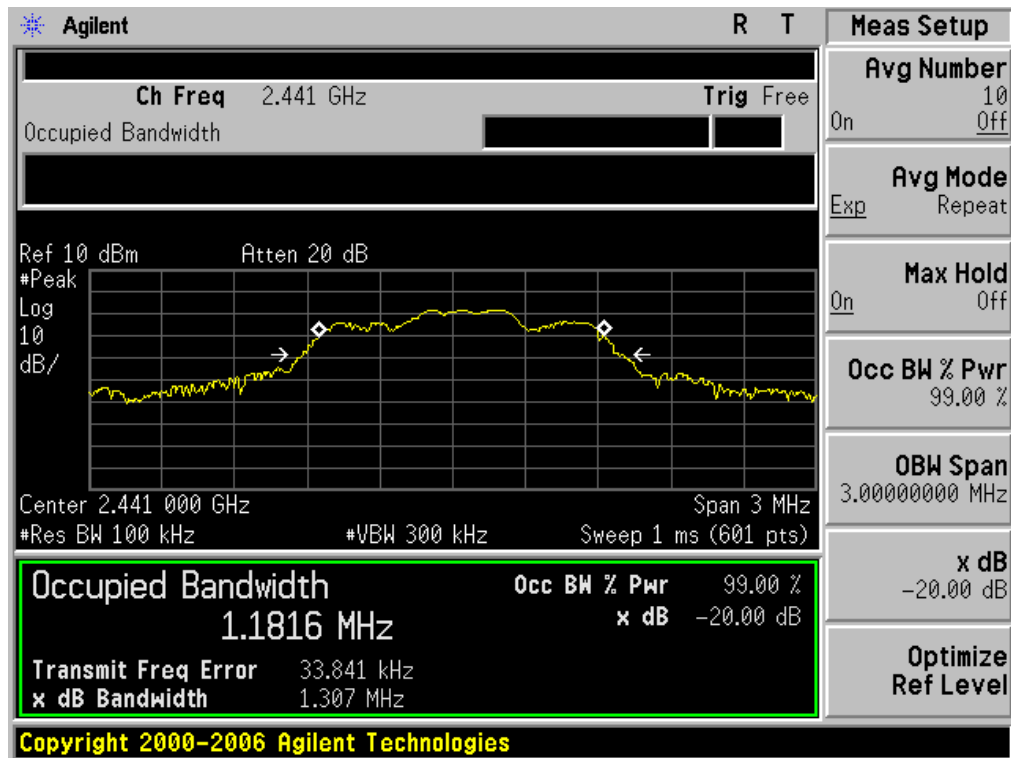 Agilent R T
Ch Freq 2.441 GHz Trig Free
Occupied Bandwidth
Ref 10 dBm Atten 20 dB
#Peak
Log
10
dB/
Center 2.441 000 GHz Span 3 MHz
#Res BW 100 kHz #VBW 300 kHz Sweep 1 ms (601 pts)
Occupied Bandwidth Occ BW % Pwr 99.00 %
1.1816 MHz x dB -20.00 dB
Transmit Freq Error 33.841 kHz
x dB Bandwidth 1.307 MHz
Copyright 2000-2006 Agilent Technologies
Meas Setup
Avg Number
10
On Off
Avg Mode
Exp Repeat
Max Hold
On Off
Occ BW % Pwr
99.00 %
OBW Span
3.00000000 MHz
x dB
-20.00 dB
Optimize
Ref Level